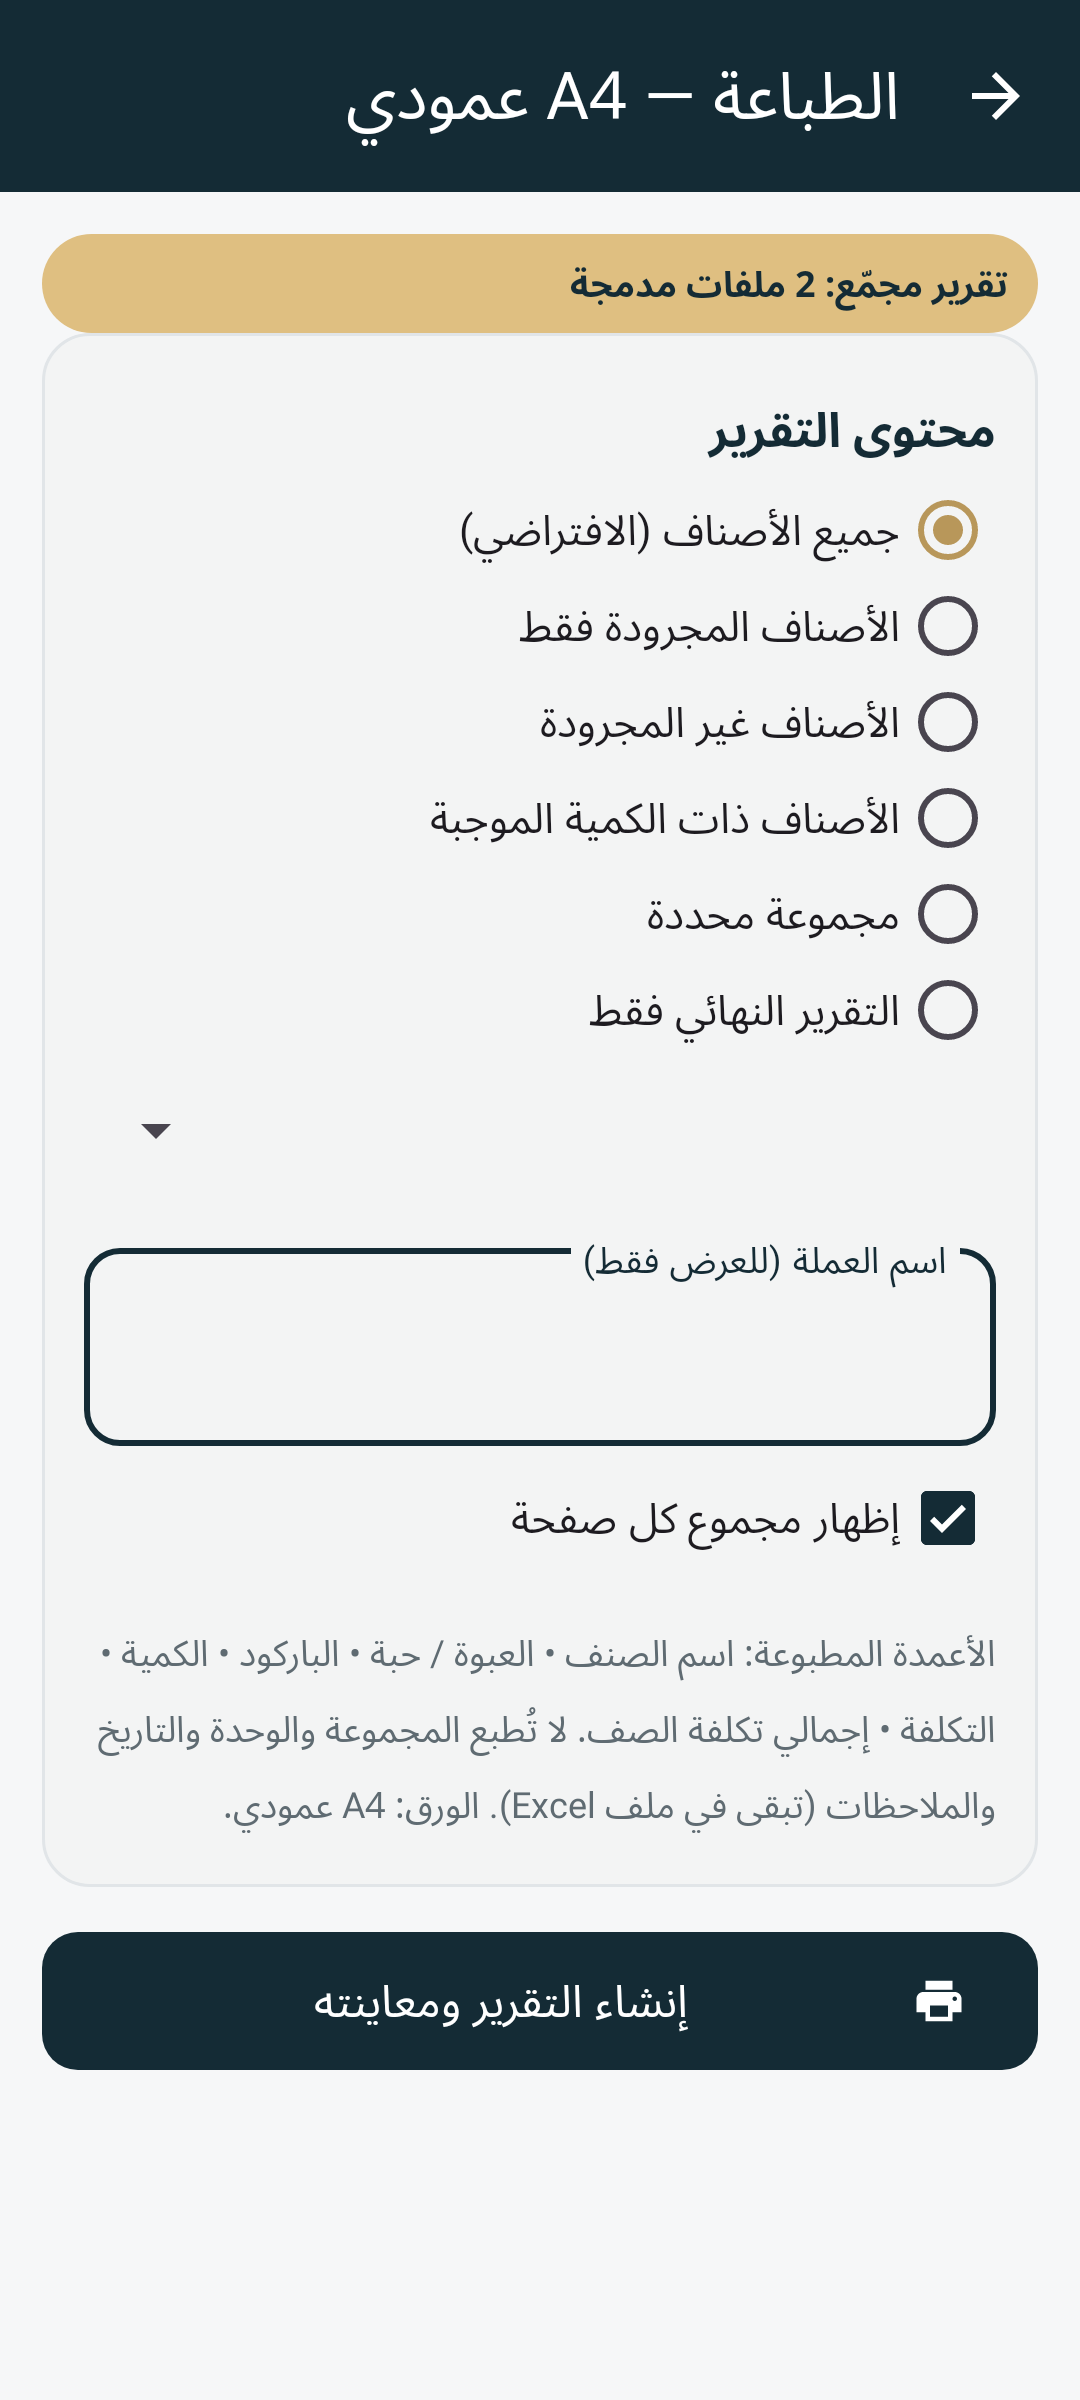 الطباعة – A4 عمودي
تقرير مجمّع: 2 ملفات مدمجة
محتوى التقرير
جميع الأصناف (الافتراضي)
الأصناف المجرودة فقط
الأصناف غير المجرودة
الأصناف ذات الكمية الموجبة
مجموعة محددة
التقرير النهائي فقط
اسم العملة (للعرض فقط)
إظهار مجموع كل صفحة
الأعمدة المطبوعة: اسم الصنف • العبوة / حبة • الباركود • الكمية •
التكلفة • إجمالي تكلفة الصف. لا تُطبع المجموعة والوحدة والتاريخ
والملاحظات (تبقى في ملف Excel). الورق: A4 عمودي.
إنشاء التقرير ومعاينته